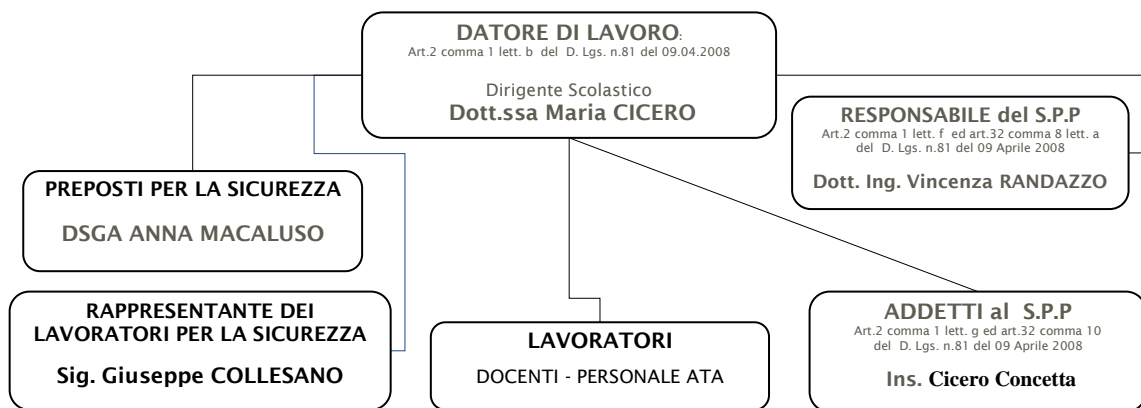 DATORE DI LAVORO:
Art.2 comma 1 lett. b del D. Lgs. n.81 del 09.04.2008
Dirigente Scolastico
Dott.ssa Maria CICERO
RESPONSABILE del S.P.P
Art.2 comma 1 lett. f ed art.32 comma 8 lett. a
del D. Lgs. n.81 del 09 Aprile 2008
Dott. Ing. Vincenza RANDAZZO
PREPOSTI PER LA SICUREZZA
DSGA ANNA MACALUSO
RAPPRESENTANTE DEI
LAVORATORI PER LA SICUREZZA
Sig. Giuseppe COLLESANO
LAVORATORI
DOCENTI - PERSONALE ATA
ADDETTI al S.P.P
Art.2 comma 1 lett. g ed art.32 comma 10
del D. Lgs. n.81 del 09 Aprile 2008
Ins. Cicero Concetta